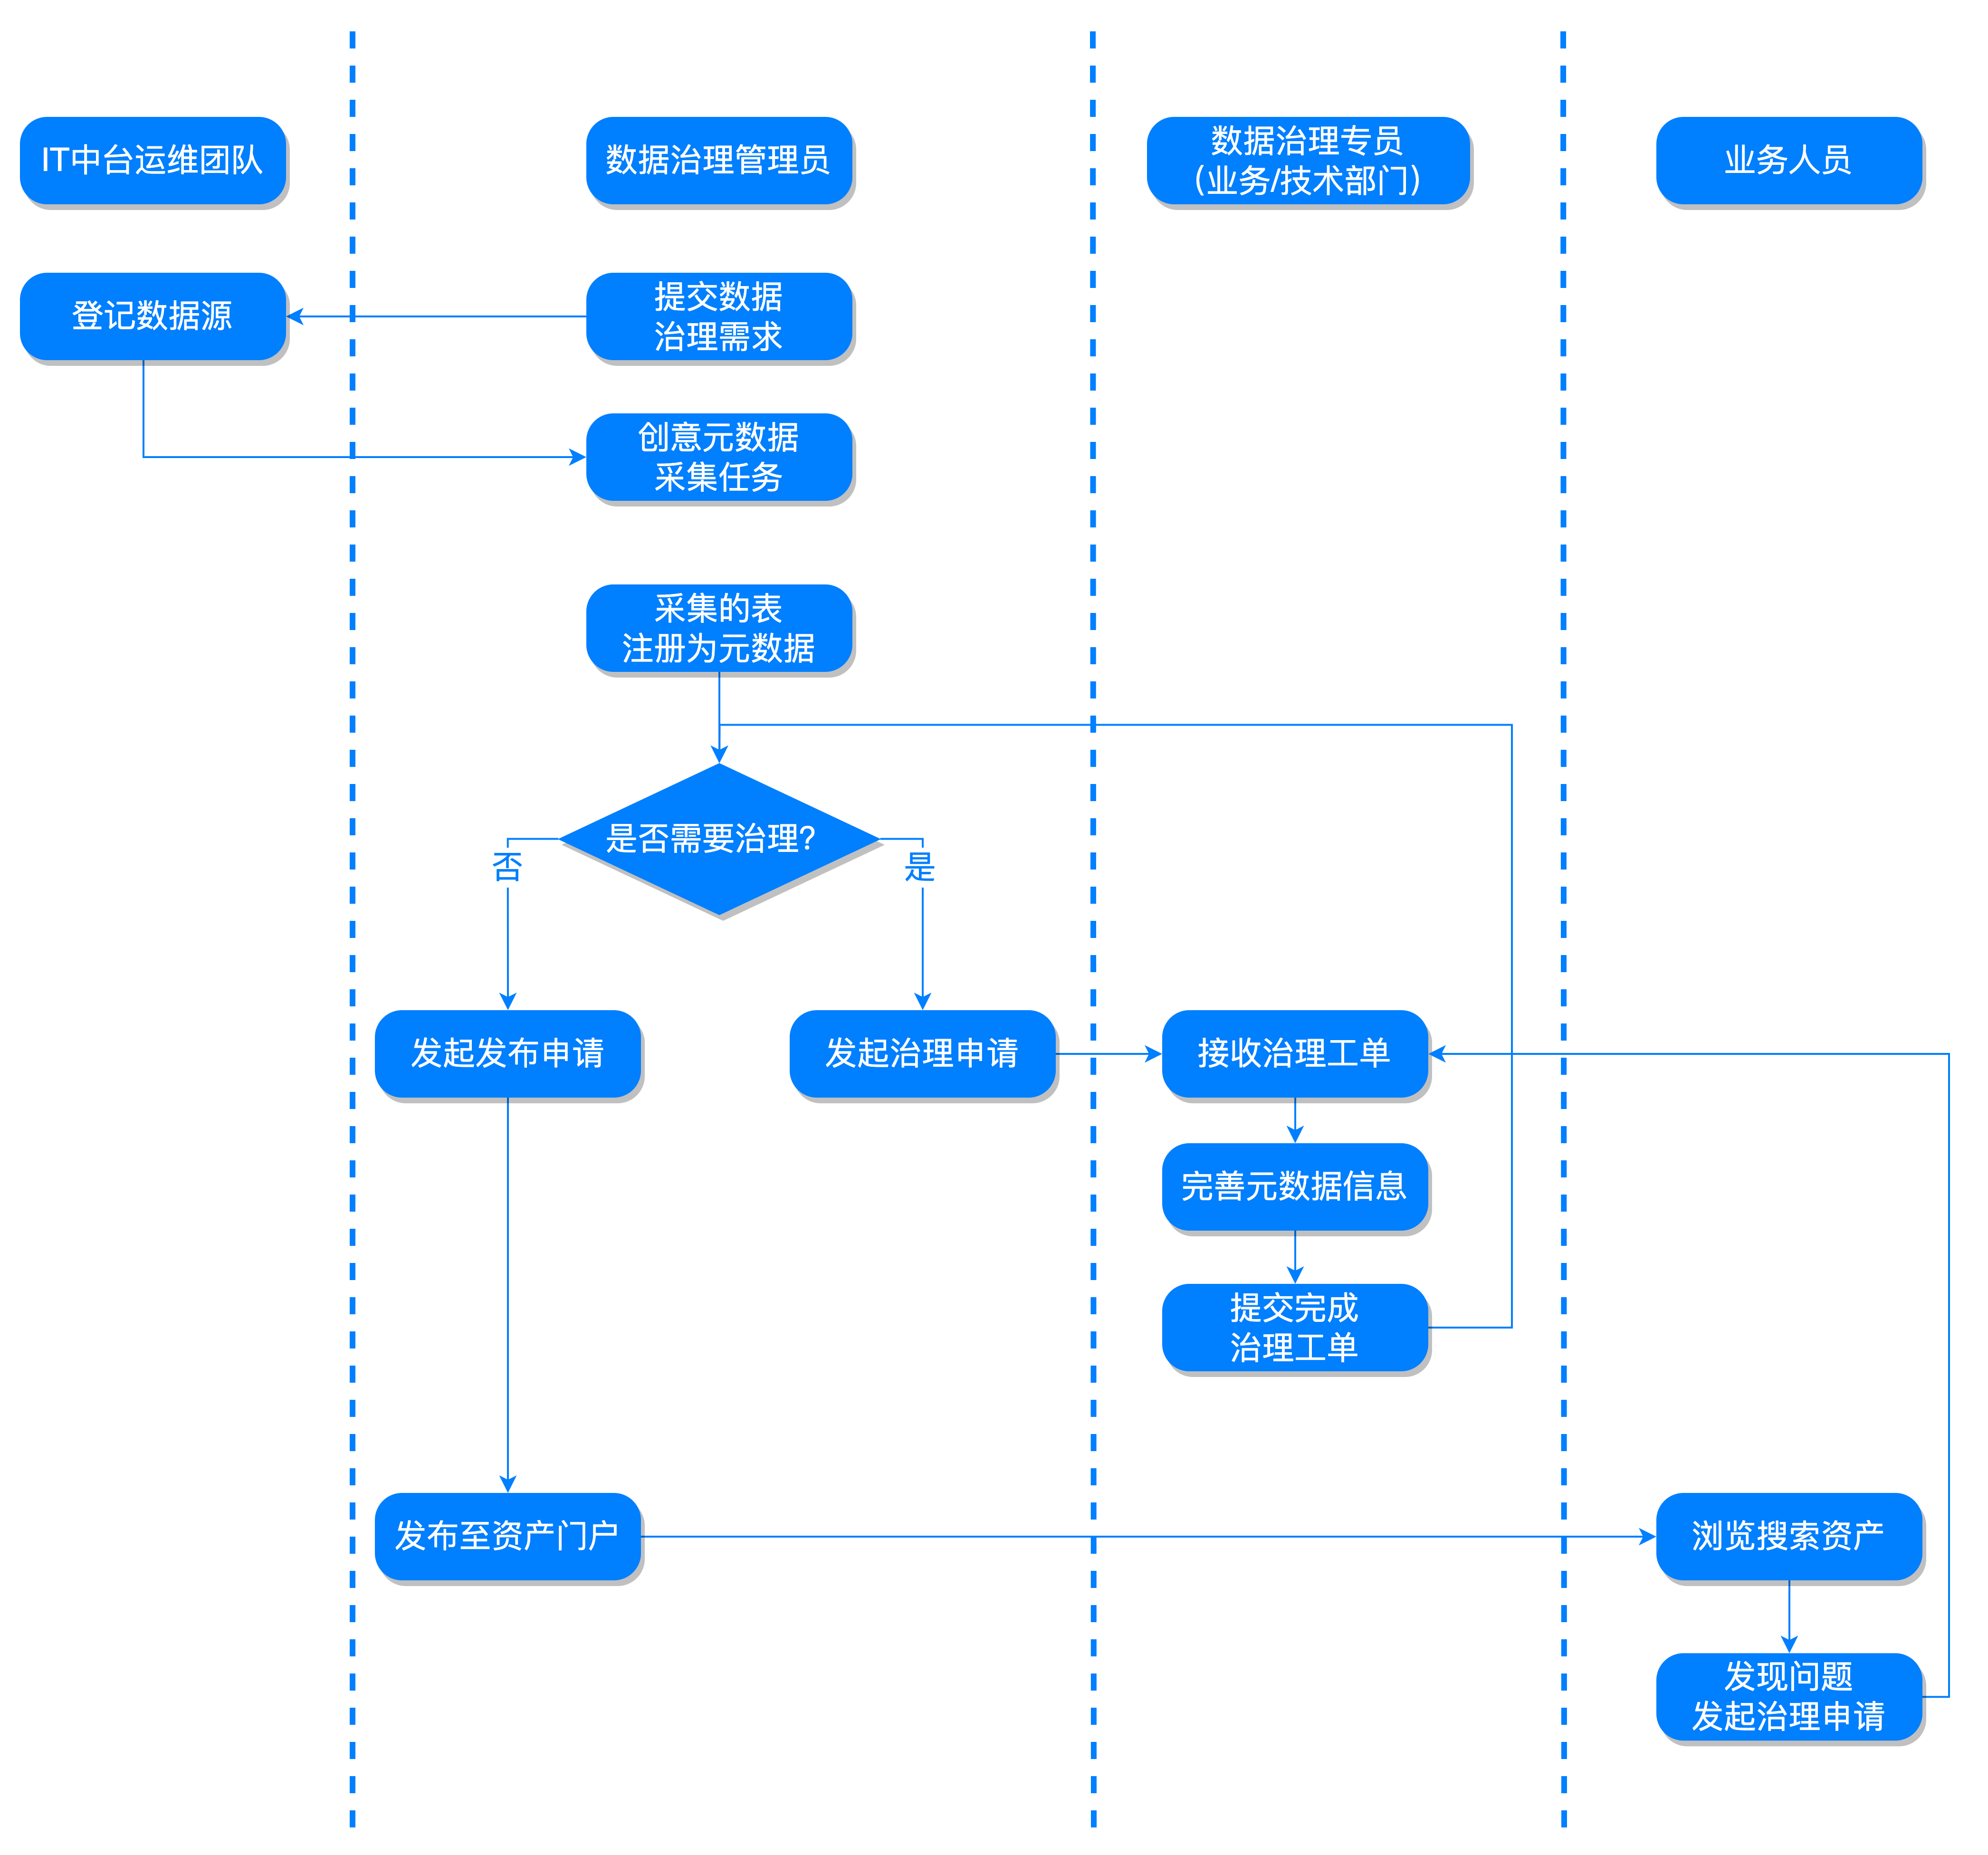 IT中台运维团队
数据治理管理员
数据治理专员
(业务/技术部门)
业务人员
登记数据源
提交数据
治理需求
创意元数据
采集任务
采集的表
注册为元数据
是否需要治理?
否
是
发起发布申请
发起治理申请
接收治理工单
完善元数据信息
提交完成
治理工单
发布至资产门户
浏览搜索资产
发现问题
发起治理申请